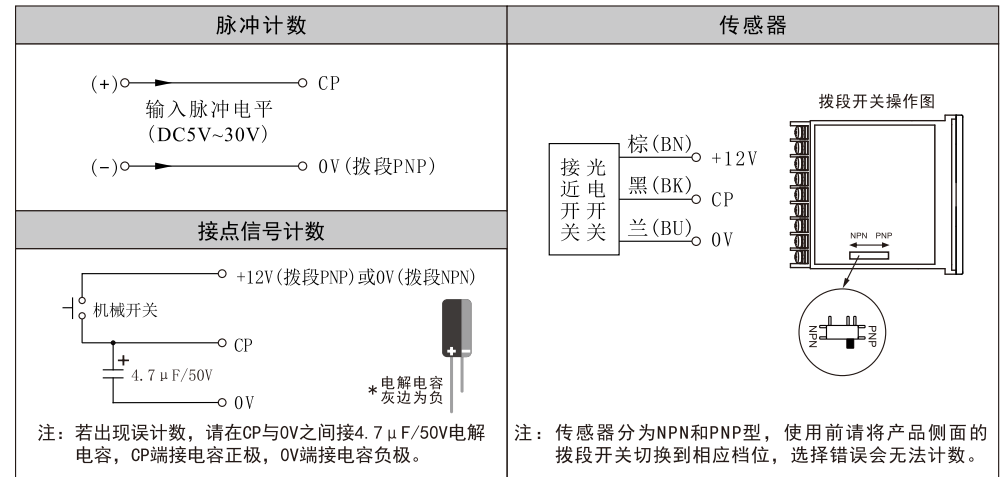 脉冲计数
(+) CP
输入脉冲电平
(DC5V~30V)
(-) 0V(拨段PNP)
接点信号计数
+12V(拨段PNP)或0V(拨段NPN)
机械开关
CP
+
4.7μF/50V
0V
+ -
*电解电容
灰边为负
注：若出现误计数，请在CP与0V之间接4.7μF/50V电解
电容，CP端接电容正极，0V端接电容负极。
传感器
拨段开关操作图
接近开关
光电开关
棕(BN) +12V
黑(BK) CP
兰(BU) 0V
NPN PNP
NPN PNP
注：传感器分为NPN和PNP型，使用前请将产品侧面的
拨段开关切换到相应档位，选择错误会无法计数。